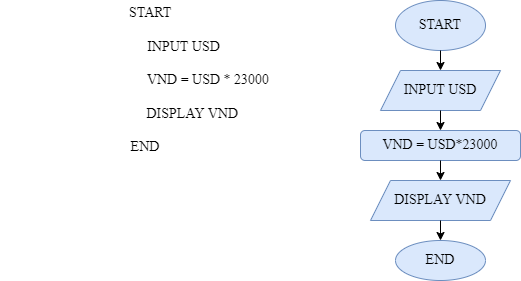 START
INPUT USD
VND = USD * 23000
DISPLAY VND
END
START
INPUT USD
VND = USD*23000
DISPLAY VND
END